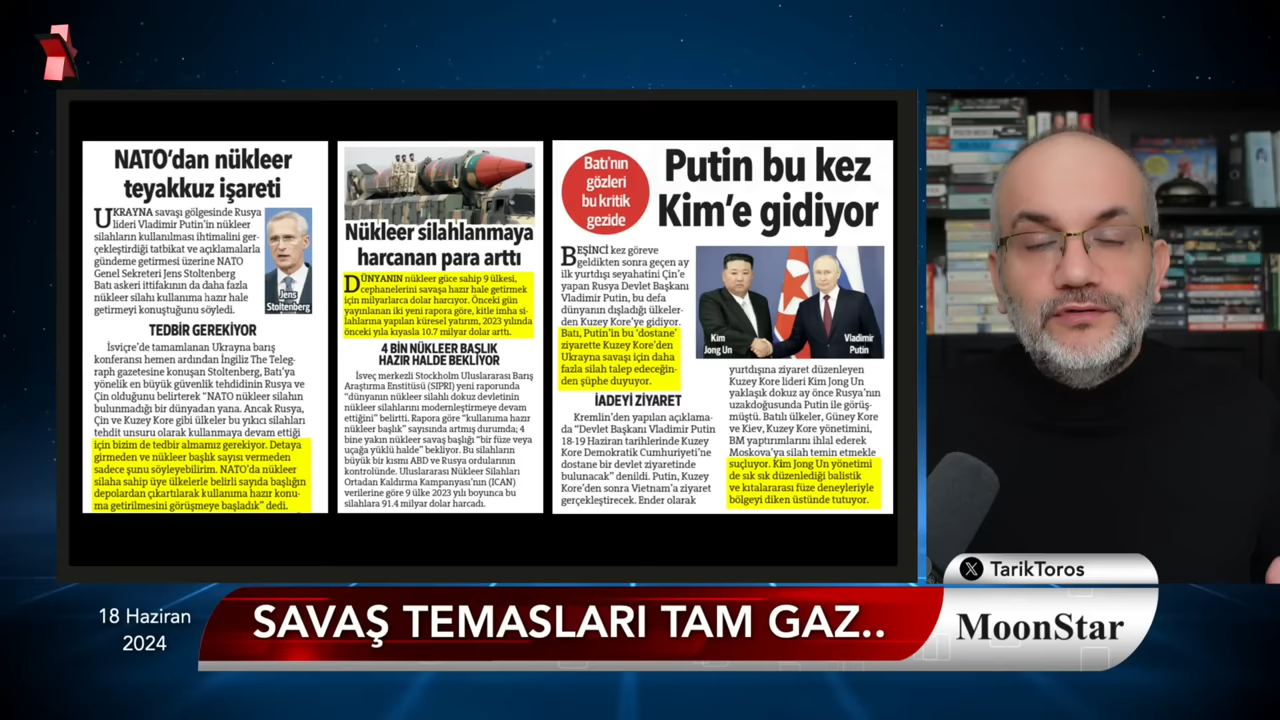 NATO'dan nükleer
teyakkuz işareti
UKRAYNA savaşı gölgesinde Rusya
lideri Vladimir Putin'in nükleer
silahların kullanılması ihtimalini ger-
çekleştirdiği tatbikat ve açıklamalarla
gündeme getirmesi üzerine NATO
Genel Sekreteri Jens Stoltenberg
Batı askeri ittifakının da daha fazla
nükleer silahı kullanıma hazır hale
getirmeyi konuştuğunu söyledi.
Jens
Stoltenberg
TEDBİR GEREKİYOR
İsviçre'de tamamlanan Ukrayna barış
konferansı hemen ardından İngiliz The Teleg-
raph gazetesine konuşan Stoltenberg, Batı'ya
yönelik en büyük güvenlik tehdidinin Rusya ve
Çin olduğunu belirterek “NATO nükleer silahın
bulunmadığı bir dünyadan yana. Ancak Rusya,
Çin ve Kuzey Kore gibi ülkeler bu yıkıcı silahları
tehdit unsuru olarak kullanmaya devam ettiği
için bizim de tedbir almamız gerekiyor. Detaya
girmeden ve nükleer başlık sayısı vermeden
sadece şunu söyleyebilirim. NATO'da nükleer
silaha sahip üye ülkelerle belirli sayıda başlığın
depolardan çıkartılarak kullanıma hazır konu-
ma getirilmesini görüşmeye başladık” dedi.
Nükleer silahlanmaya
harcanan para arttı
DÜNYANIN nükleer güce sahip 9 ülkesi,
cephanelerini savaşa hazır hale getirmek
için milyarlarca dolar harcıyor. Önceki gün
yayınlanan iki yeni rapora göre, kitle imha si-
lahlarına yapılan küresel yatırım, 2023 yılında
önceki yıla kıyasla 10.7 milyar dolar arttı.
4 BİN NÜKLEER BAŞLIK
HAZIR HALDE BEKLİYOR
İsveç merkezli Stockholm Uluslararası Barış
Araştırma Enstitüsü (SIPRI) yeni raporunda
“dünyanın nükleer silahlı dokuz devletinin
nükleer silahlarını modernleştirmeye devam
ettiğini” belirtti. Rapora göre “kullanıma hazır
nükleer başlık” sayısında artmış durumda; 4
bine yakın nükleer savaş başlığı “bir füze veya
uçağa yüklü halde” bekliyor. Bu silahların
büyük bir kısmı ABD ve Rusya ordularının
kontrolünde. Uluslararası Nükleer Silahları
Ortadan Kaldırma Kampanyası'nın (ICAN)
verilerine göre 9 ülke 2023 yılı boyunca bu
silahlara 91.4 milyar dolar harcadı.
Batı'nın
gözleri
bu kritik
gezide
Putin bu kez
Kim'e gidiyor
BEŞİNCİ kez göreve
geldikten sonra geçen ay
ilk yurtdışı seyahatini Çin'e
yapan Rusya Devlet Başkanı
Vladimir Putin, bu defa
dünyanın dışladığı ülkeler-
den Kuzey Kore'ye gidiyor.
Batı, Putin'in bu 'dostane'
ziyarette Kuzey Kore'den
Ukrayna savaşı için daha
fazla silah talep edeceğin-
den şüphe duyuyor.
İADEYİ ZİYARET
Kremlin'den yapılan açıklama-
da “Devlet Başkanı Vladimir Putin
18-19 Haziran tarihlerinde Kuzey
Kore Demokratik Cumhuriyeti'ne
dostane bir devlet ziyaretinde
bulunacak” denildi. Putin, Kuzey
Kore'den sonra Vietnam'a ziyaret
gerçekleştirecek. Ender olarak
Kim
Jong Un
Vladimir
Putin
yurtdışına ziyaret düzenleyen
Kuzey Kore lideri Kim Jong Un
yaklaşık dokuz ay önce Rusya'nın
uzakdoğusunda Putin ile görüş-
müştü. Batılı ülkeler, Güney Kore
ve Kiev, Kuzey Kore yönetimini,
BM yaptırımlarını ihlal ederek
Moskova'ya silah temin etmekle
suçluyor. Kim Jong Un yönetimi
de sık sık düzenlediği balistik
ve kıtalararası füze deneyleriyle
bölgeyi diken üstünde tutuyor.
TarikToros
18 Haziran
2024
SAVAŞ TEMASLARI TAM GAZ..
MoonStar